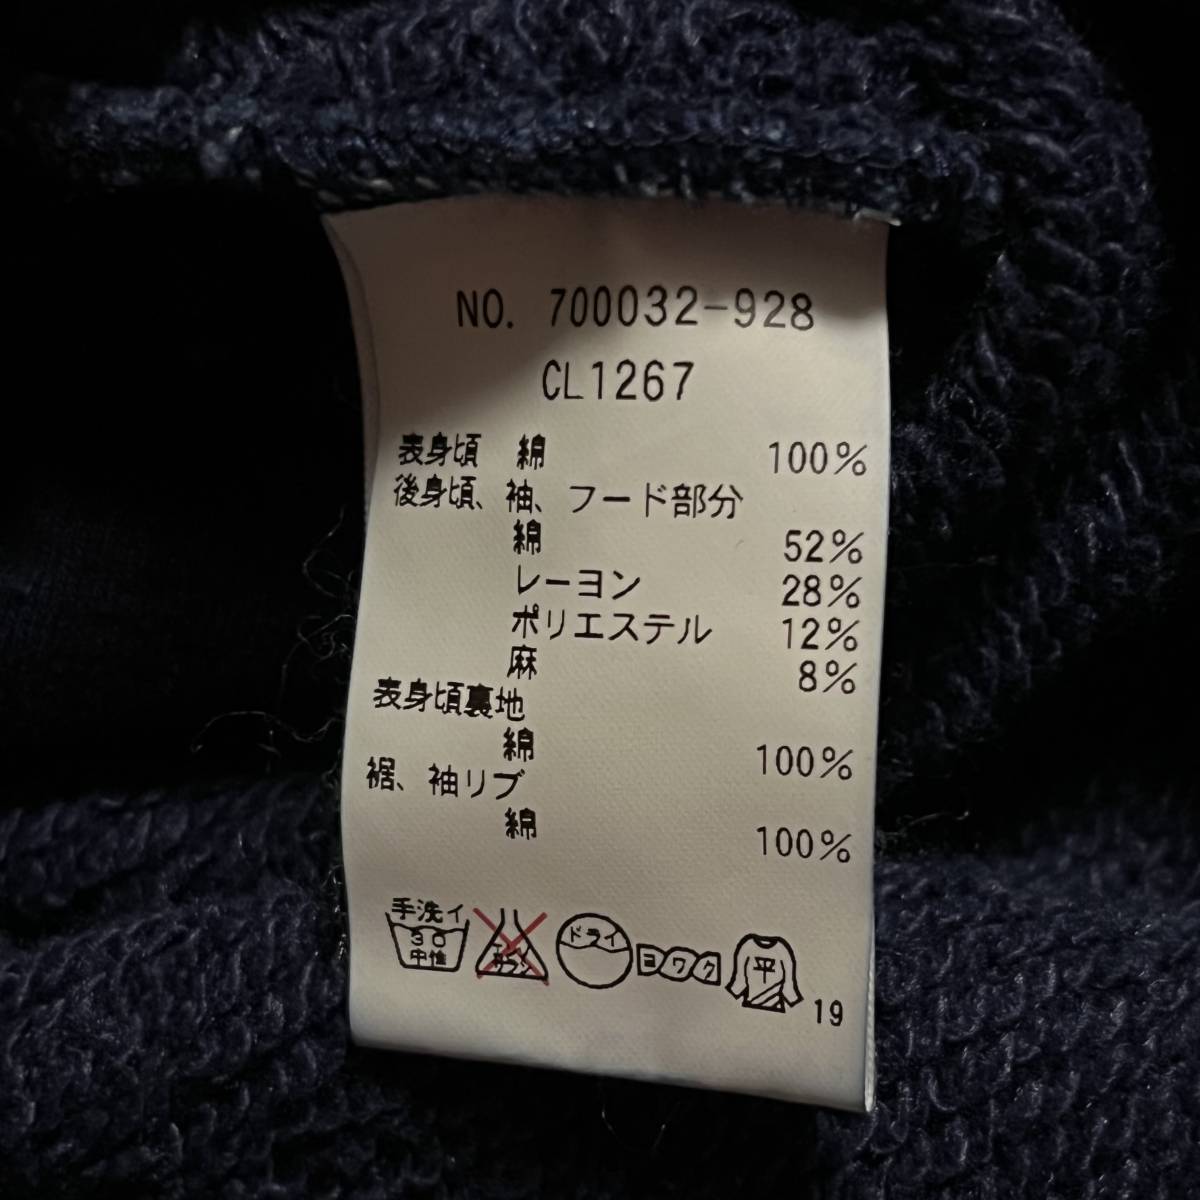 NO. 700032-928
CL1267
表身頃 綿 100%
後身頃、袖、フード部分
綿 52%
レーヨン 28%
ポリエステル 12%
麻 8%
表身頃裏地
綿 100%
裾、袖リブ
綿 100%
手洗イ
30
中性
エンソ
サラシ
ドライ
ヨワク
平
19